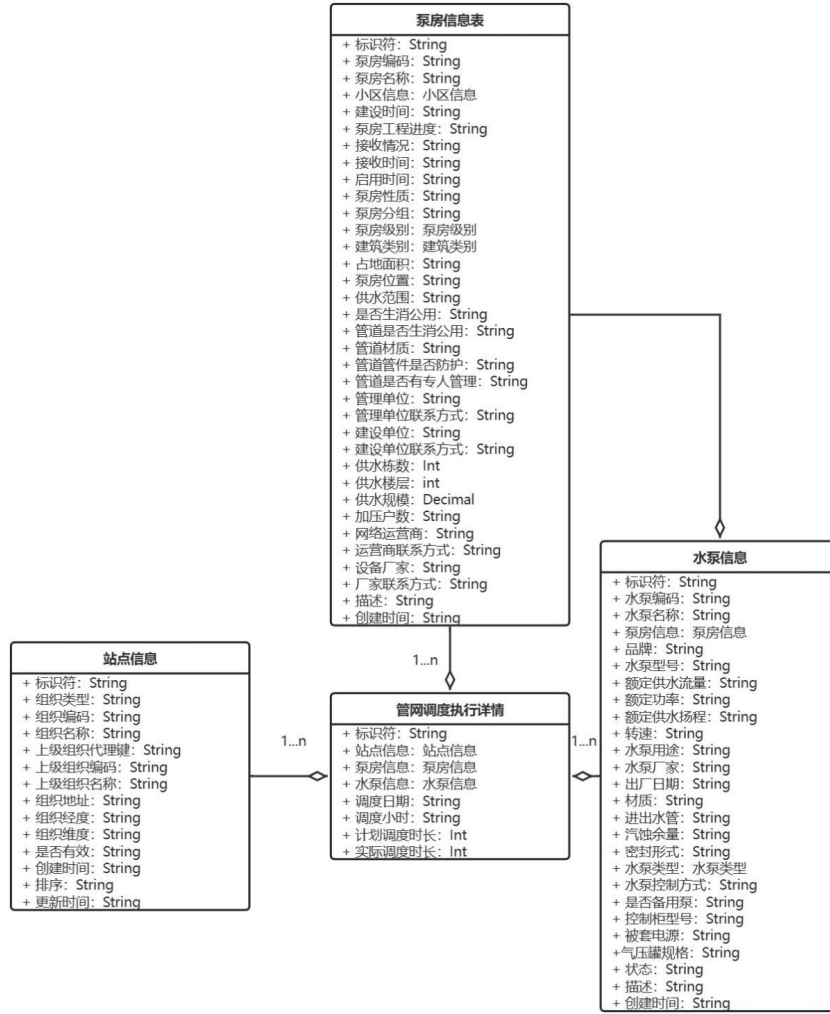 泵房信息表
+ 标识符：String
+ 泵房编码：String
+ 泵房名称：String
+ 小区信息：小区信息
+ 建设时间：String
+ 泵房工程进度：String
+ 接收情况：String
+ 接收时间：String
+ 启用时间：String
+ 泵房性质：String
+ 泵房分组：String
+ 泵房级别：泵房级别
+ 建筑类别：建筑类别
+ 占地面积：String
+ 泵房位置：String
+ 供水范围：String
+ 是否生消公用：String
+ 管道是否生消公用：String
+ 管道材质：String
+ 管道管件是否防护：String
+ 管道是否有专人管理：String
+ 管理单位：String
+ 管理单位联系方式：String
+ 建设单位：String
+ 建设单位联系方式：String
+ 供水栋数：Int
+ 供水楼层：int
+ 供水规模：Decimal
+ 加压户数：String
+ 网络运营商：String
+ 运营商联系方式：String
+ 设备厂家：String
+ 厂家联系方式：String
+ 描述：String
+ 创建时间：String
1...n
站点信息
+ 标识符：String
+ 组织类型：String
+ 组织编码：String
+ 组织名称：String
+ 上级组织代理键：String
+ 上级组织编码：String
+ 上级组织名称：String
+ 组织地址：String
+ 组织经度：String
+ 组织维度：String
+ 是否有效：String
+ 创建时间：String
+ 排序：String
+ 更新时间：String
1...n
管网调度执行详情
+ 标识符：String
+ 站点信息：站点信息
+ 泵房信息：泵房信息
+ 水泵信息：水泵信息
+ 调度日期：String
+ 调度小时：String
+ 计划调度时长：Int
+ 实际调度时长：Int
1...n
水泵信息
+ 标识符：String
+ 水泵编码：String
+ 水泵名称：String
+ 泵房信息：泵房信息
+ 品牌：String
+ 水泵型号：String
+ 额定供水流量：String
+ 额定功率：String
+ 额定供水扬程：String
+ 转速：String
+ 水泵用途：String
+ 水泵厂家：String
+ 出厂日期：String
+ 材质：String
+ 进出水管：String
+ 汽蚀余量：String
+ 密封形式：String
+ 水泵类型：水泵类型
+ 水泵控制方式：String
+ 是否备用泵：String
+ 控制柜型号：String
+ 被套电源：String
+气压罐规格：String
+ 状态：String
+ 描述：String
+ 创建时间：String